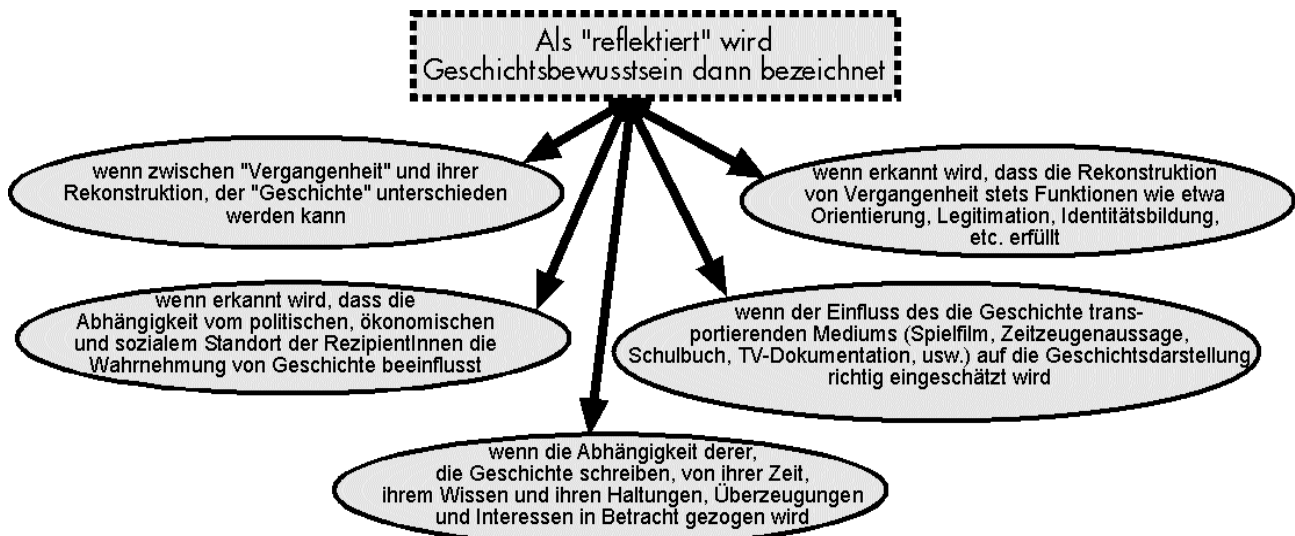 Als "reflektiert" wird
Geschichtsbewusstsein dann bezeichnet
wenn zwischen "Vergangenheit" und ihrer
Rekonstruktion, der "Geschichte" unterschieden
werden kann
wenn erkannt wird, dass die Rekonstruktion
von Vergangenheit stets Funktionen wie etwa
Orientierung, Legitimation, Identitätsbildung,
etc. erfüllt
wenn erkannt wird, dass die
Abhängigkeit vom politischen, ökonomischen
und sozialem Standort der RezipientInnen die
Wahrnehmung von Geschichte beeinflusst
wenn der Einfluss des die Geschichte trans-
portierenden Mediums (Spielfilm, Zeitzeugenaussage,
Schulbuch, TV-Dokumentation, usw.) auf die Geschichtsdarstellung
richtig eingeschätzt wird
wenn die Abhängigkeit derer,
die Geschichte schreiben, von ihrer Zeit,
ihrem Wissen und ihren Haltungen, Überzeugungen
und Interessen in Betracht gezogen wird